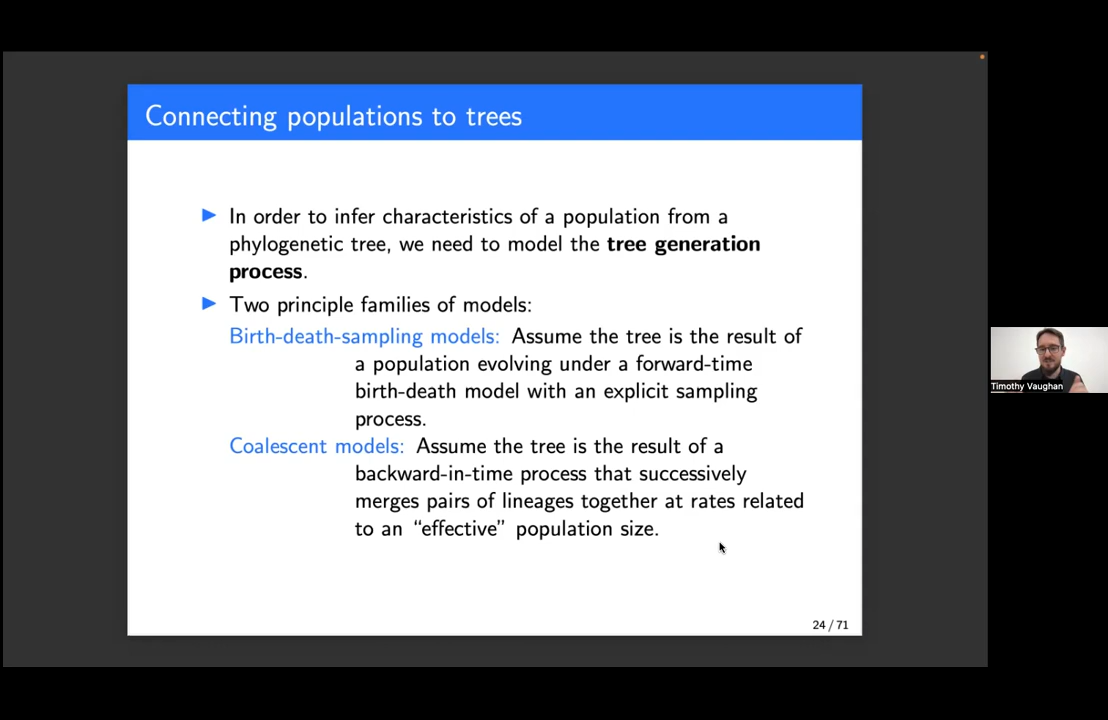 Connecting populations to trees
▶ In order to infer characteristics of a population from a
phylogenetic tree, we need to model the tree generation
process.
▶ Two principle families of models:
Birth-death-sampling models: Assume the tree is the result of
a population evolving under a forward-time
birth-death model with an explicit sampling
process.
Coalescent models: Assume the tree is the result of a
backward-in-time process that successively
merges pairs of lineages together at rates related
to an “effective” population size.
24 / 71
Timothy Vaughan